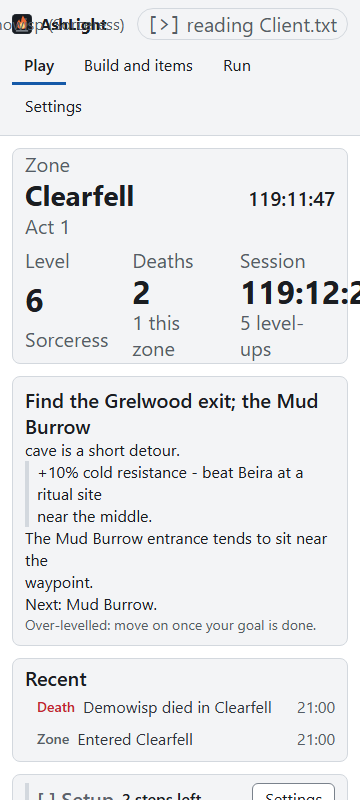 Ashlight
[>] reading Client.txt
Play Build and items Run
Settings
Zone
Clearfell 119:11:47
Act 1
Level Deaths Session
6 2 119:12:2
Sorceress 1 this zone 5 level-ups
Find the Grelwood exit; the Mud
Burrow
cave is a short detour.
+10% cold resistance - beat Beira at a
ritual site
near the middle.
The Mud Burrow entrance tends to sit near
the
waypoint.
Next: Mud Burrow.
Over-levelled: move on once your goal is done.
Recent
Death Demowisp died in Clearfell 21:00
Zone Entered Clearfell 21:00
[ ] Setup 2 steps left Settings